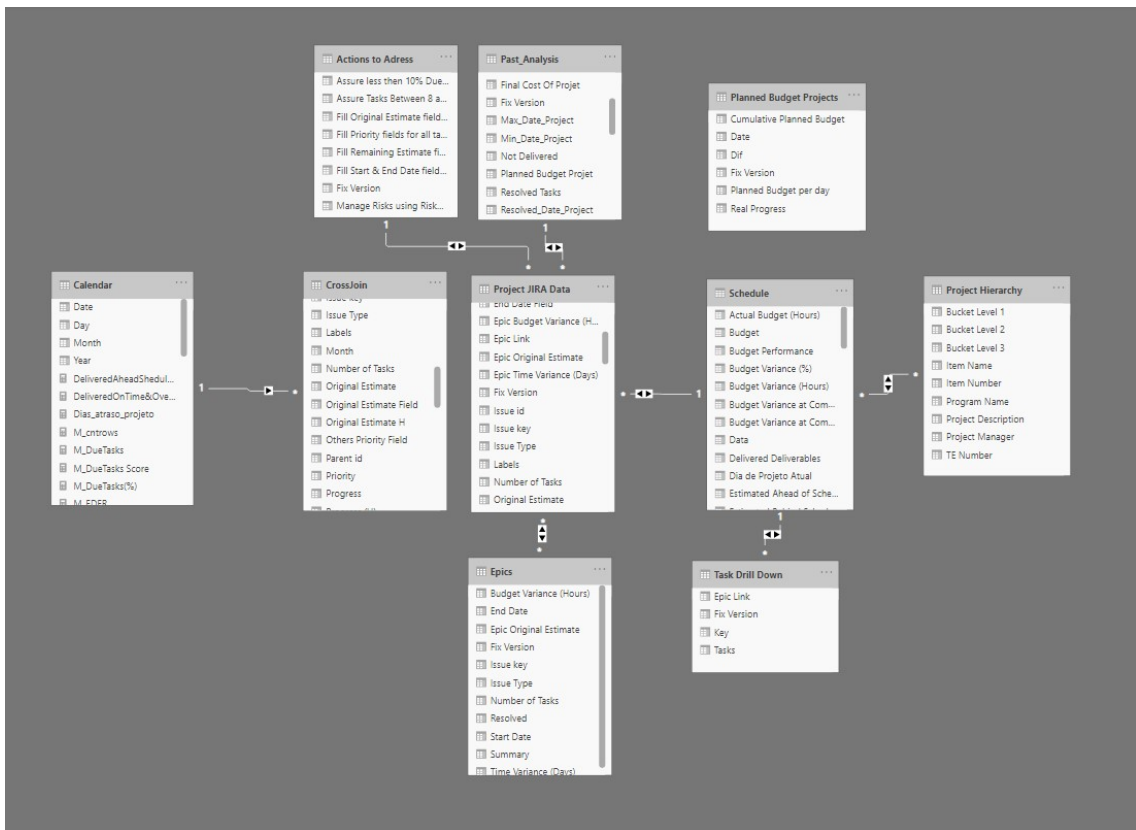 Actions to Adress
Assure less then 10% Due...
Assure Tasks Between 8 a...
Fill Original Estimate field...
Fill Priority fields for all ta...
Fill Remaining Estimate fi...
Fill Start & End Date field...
Fix Version
Manage Risks using Risk...
1
Past_Analysis
Final Cost Of Projet
Fix Version
Max_Date_Project
Min_Date_Project
Not Delivered
Planned Budget Projet
Resolved Tasks
Resolved_Date_Project
1
Planned Budget Projects
Cumulative Planned Budget
Date
Dif
Fix Version
Planned Budget per day
Real Progress
Calendar
Date
Day
Month
Year
DeliveredAheadShedul...
DeliveredOnTime&Ove...
Dias_atraso_projeto
M_cntrows
M_DueTasks
M_DueTasks Score
M_DueTasks(%)
M_EDER
1
CrossJoin
Issue key
Issue Type
Labels
Month
Number of Tasks
Original Estimate
Original Estimate Field
Original Estimate H
Others Priority Field
Parent id
Priority
Progress
Project JIRA Data
End Date Field
Epic Budget Variance (H...
Epic Link
Epic Original Estimate
Epic Time Variance (Days)
Fix Version
Issue id
Issue key
Issue Type
Labels
Number of Tasks
Original Estimate
1
Schedule
Actual Budget (Hours)
Budget
Budget Performance
Budget Variance (%)
Budget Variance (Hours)
Budget Variance at Com...
Budget Variance at Com...
Data
Delivered Deliverables
Dia de Projeto Atual
Estimated Ahead of Sche...
1
Project Hierarchy
Bucket Level 1
Bucket Level 2
Bucket Level 3
Item Name
Item Number
Program Name
Project Description
Project Manager
TE Number
Epics
Budget Variance (Hours)
End Date
Epic Original Estimate
Fix Version
Issue key
Issue Type
Number of Tasks
Resolved
Start Date
Summary
Time Variance (Days)
Task Drill Down
Epic Link
Fix Version
Key
Tasks